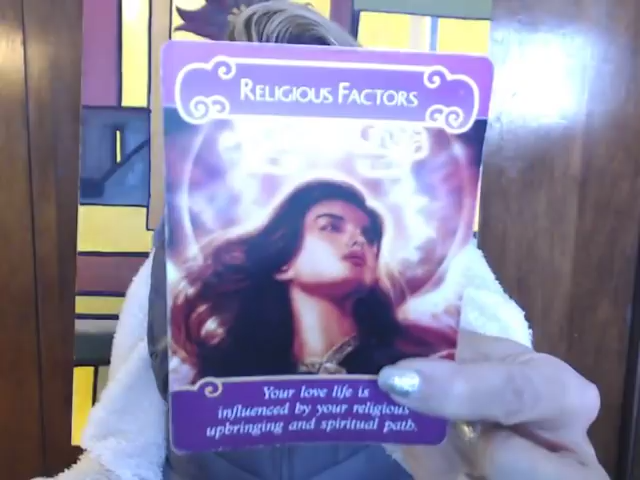 RELIGIOUS FACTORS
Your love life is
influenced by your religious
upbringing and spiritual path.